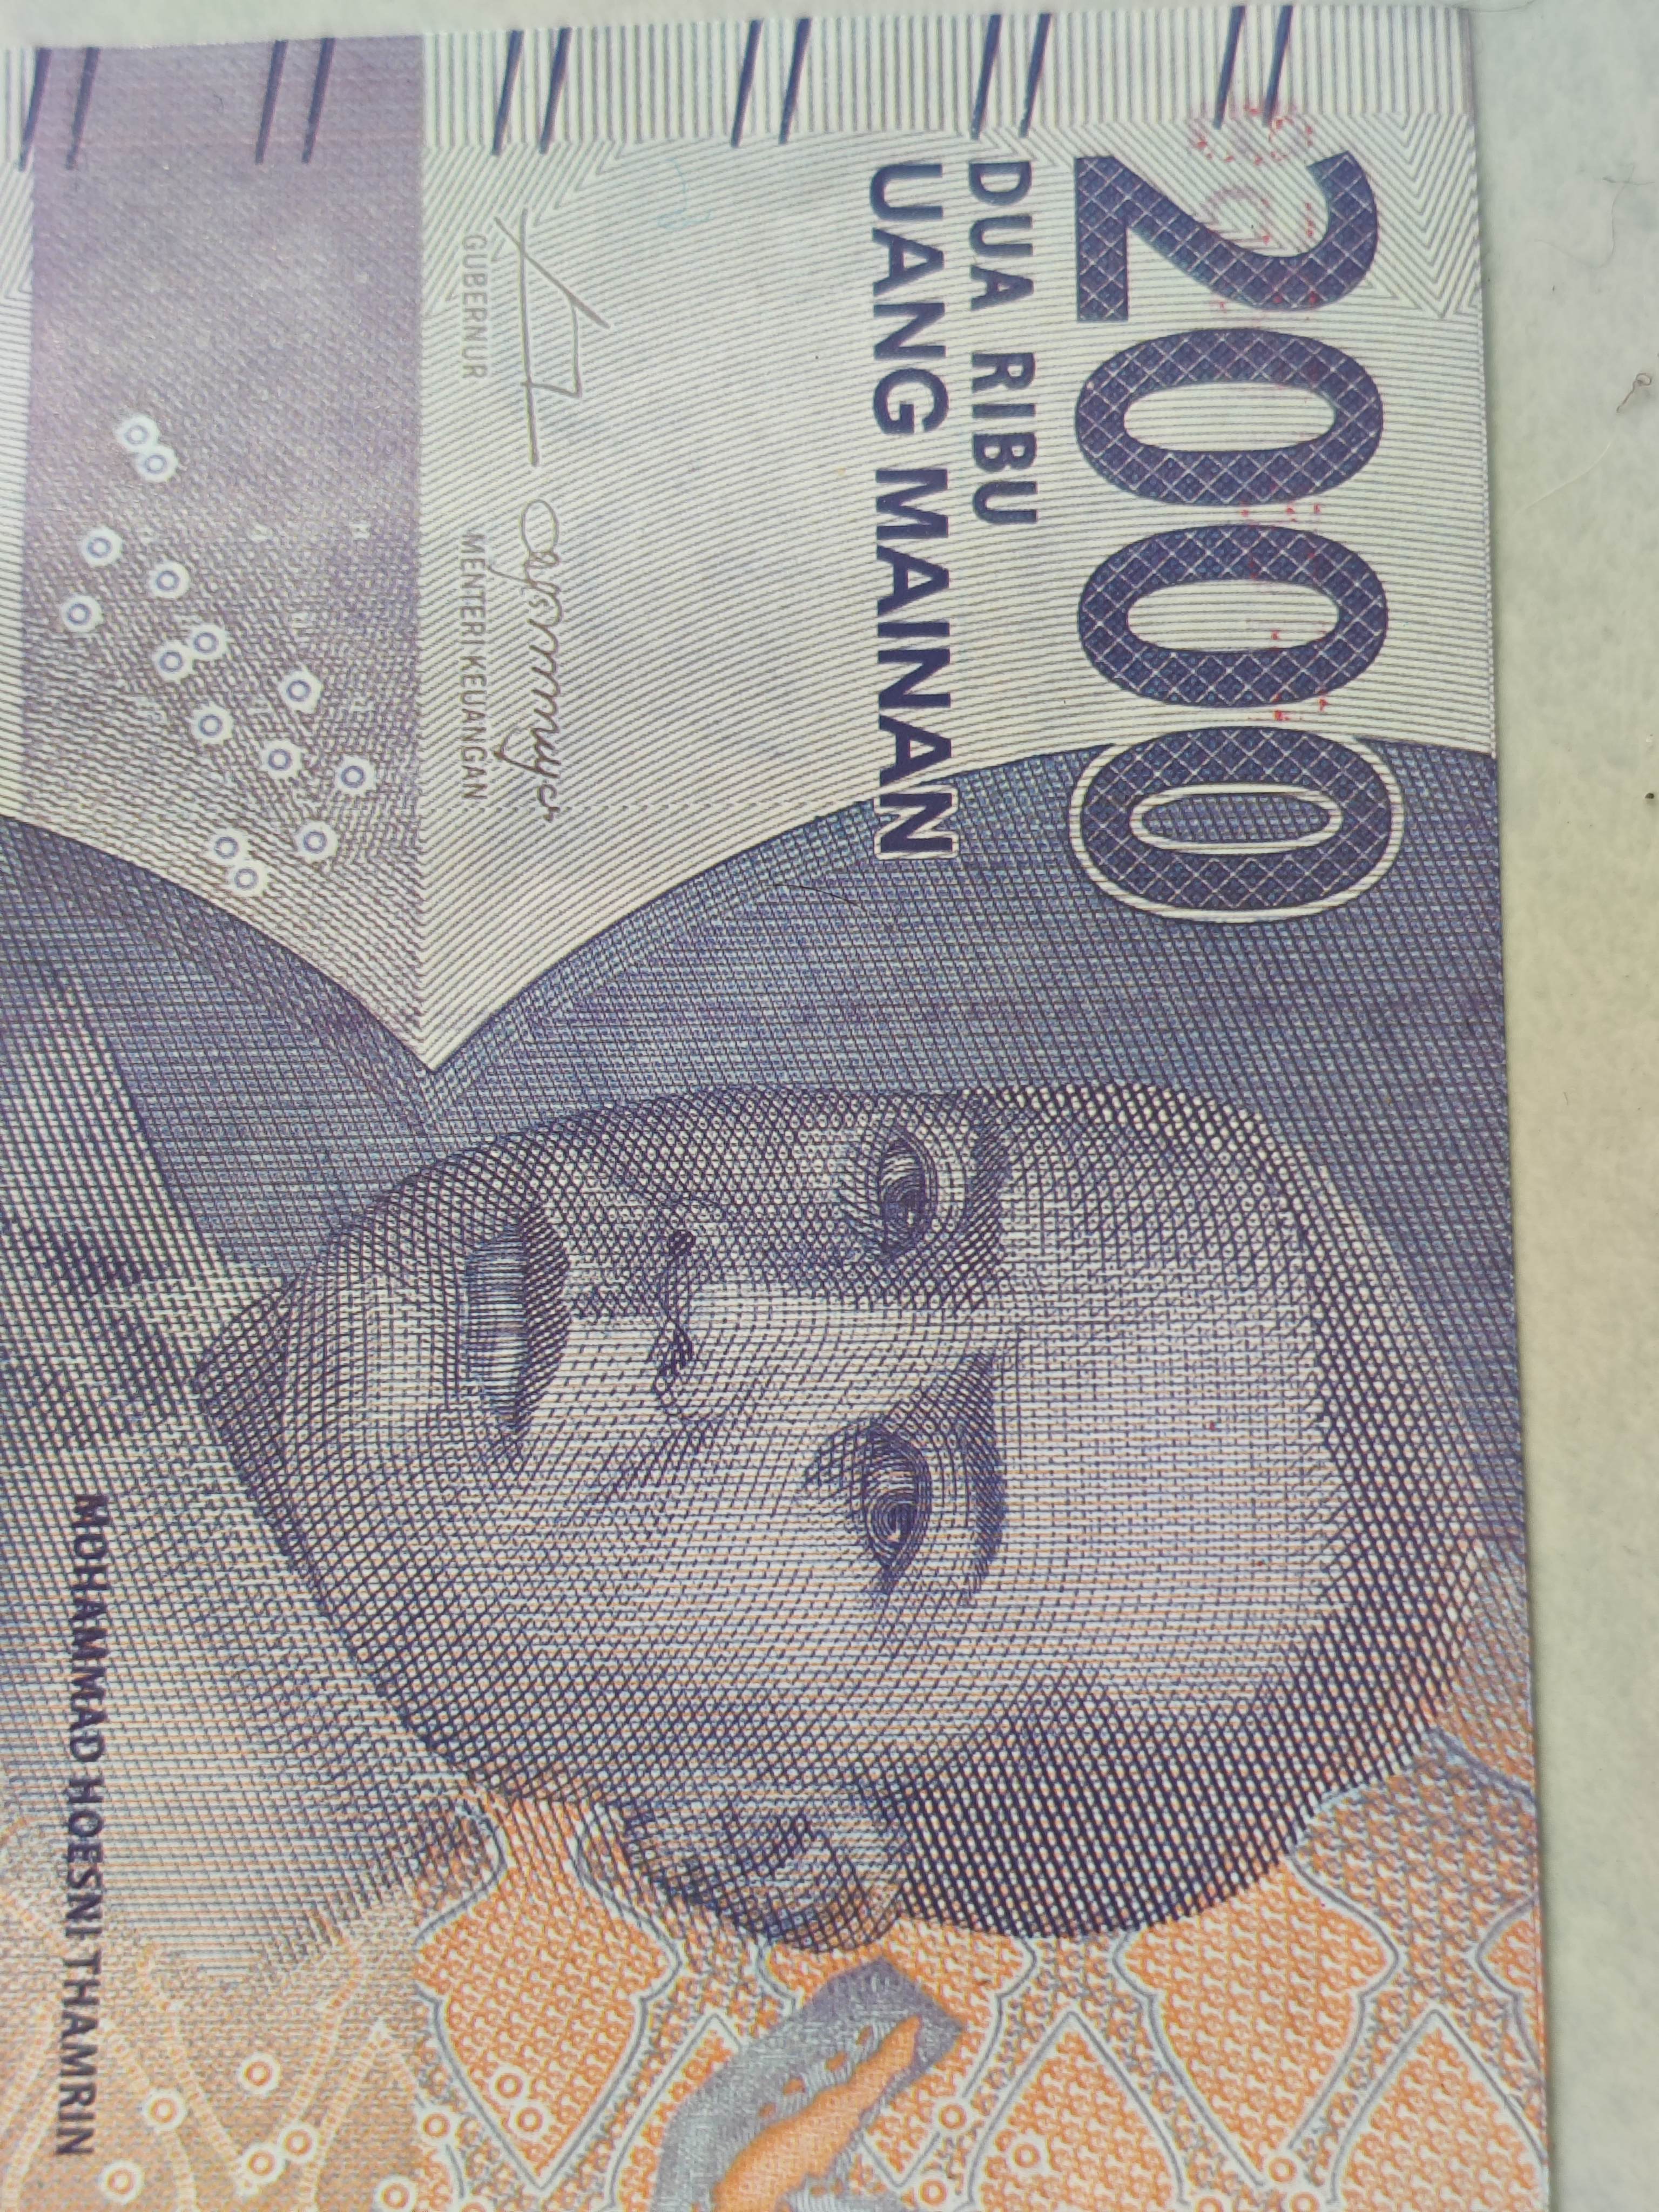 2000
DUA RIBU
UANG MAINAN
GUBERNUR
MENTERI KEUANGAN
MOHAMMAD HOESNI THAMRIN